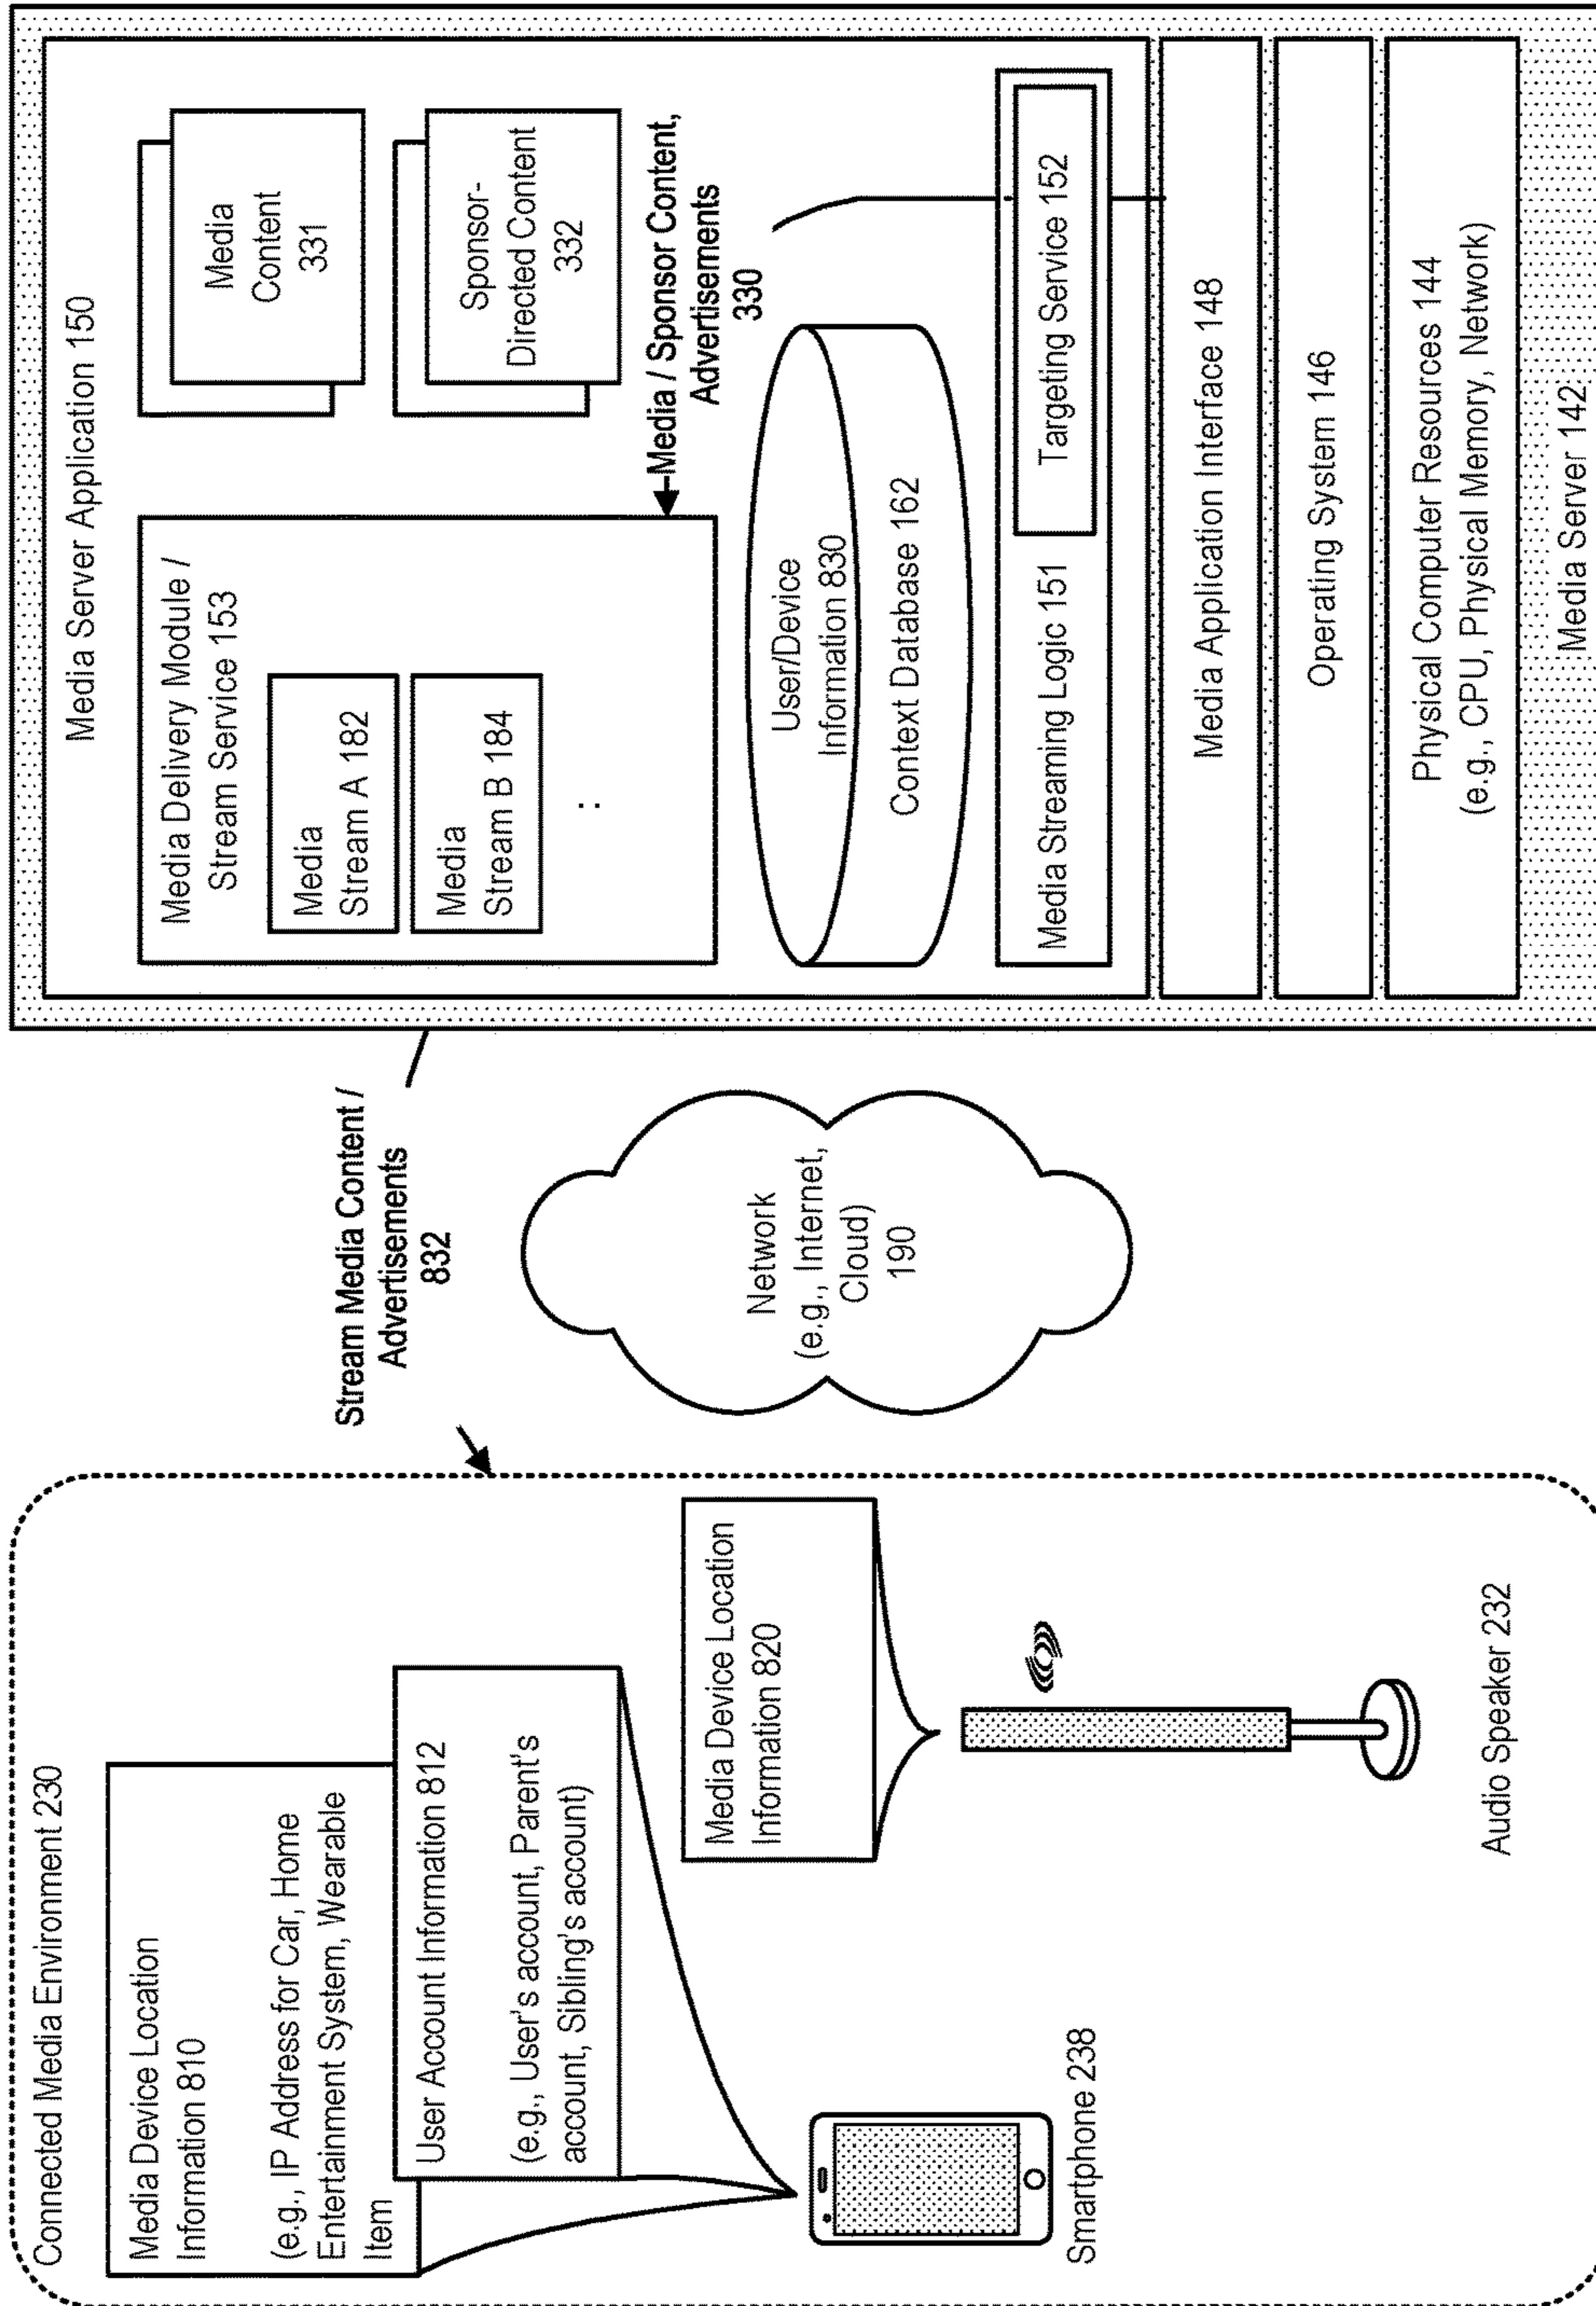 Connected Media Environment 230
Media Device Location
Information 810
(e.g., IP Address for Car, Home
Entertainment System, Wearable
Item
User Account Information 812
(e.g., User's account, Parent's
account, Sibling's account)
Smartphone 238
Media Device Location
Information 820
Audio Speaker 232
Stream Media Content /
Advertisements
832
Network
(e.g., Internet,
Cloud)
190
Media Server Application 150
Media Delivery Module /
Stream Service 153
Media
Stream A 182
Media
Stream B 184
:
Media
Content
331
Sponsor-
Directed Content
332
Media / Sponsor Content,
Advertisements
330
User/Device
Information 830
Context Database 162
Media Streaming Logic 151
Targeting Service 152
Media Application Interface 148
Operating System 146
Physical Computer Resources 144
(e.g., CPU, Physical Memory, Network)
Media Server 142